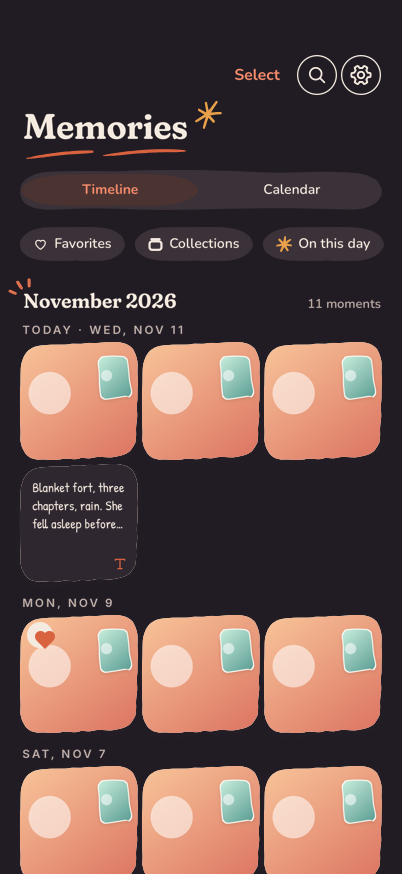 Select
Memories
Timeline
Calendar
Favorites
Collections
On this day
November 2026
11 moments
TODAY · WED, NOV 11
Blanket fort, three
chapters, rain. She
fell asleep before…
T
MON, NOV 9
SAT, NOV 7